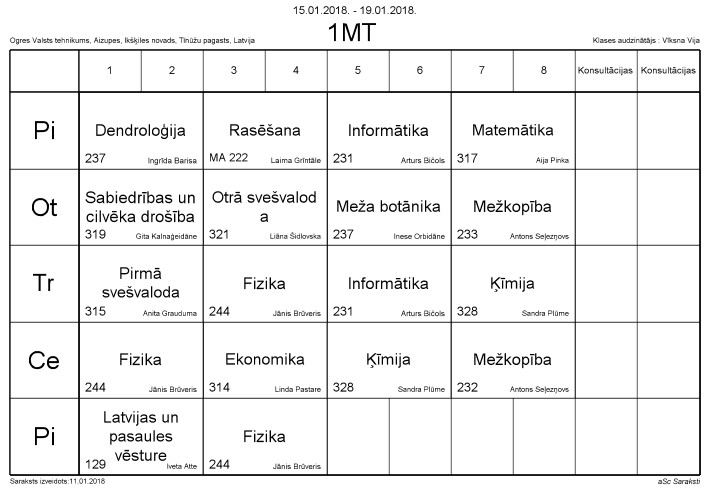 15.01.2018. - 19.01.2018.
Ogres Valsts tehnikums, Aizupes, Ikšķiles novads, Tīnūžu pagasts, Latvija
1MT
Klases audzinātājs : Vīksna Vija
1 2 3 4 5 6 7 8 Konsultācijas Konsultācijas
Pi
Dendroloģija Rasēšana Informātika Matemātika
237 Ingrīda Barisa MA 222 Laima Grīntāle 231 Arturs Bičols 317 Aija Pinka
Ot
Sabiedrības un
cilvēka drošība
Otrā svešvalod
a
Meža botānika Mežkopība
319 Gita Kalnaģeidāne 321 Liāna Šidlovska 237 Inese Orbidāne 233 Antons Seļezņovs
Tr
Pirmā
svešvaloda
Fizika Informātika Ķīmija
315 Anita Grauduma 244 Jānis Brūveris 231 Arturs Bičols 328 Sandra Plūme
Ce
Fizika Ekonomika Ķīmija Mežkopība
244 Jānis Brūveris 314 Linda Pastare 328 Sandra Plūme 232 Antons Seļezņovs
Pi
Latvijas un
pasaules
vēsture
Fizika
129 Iveta Atte 244 Jānis Brūveris
Saraksts izveidots:11.01.2018
aSc Saraksti